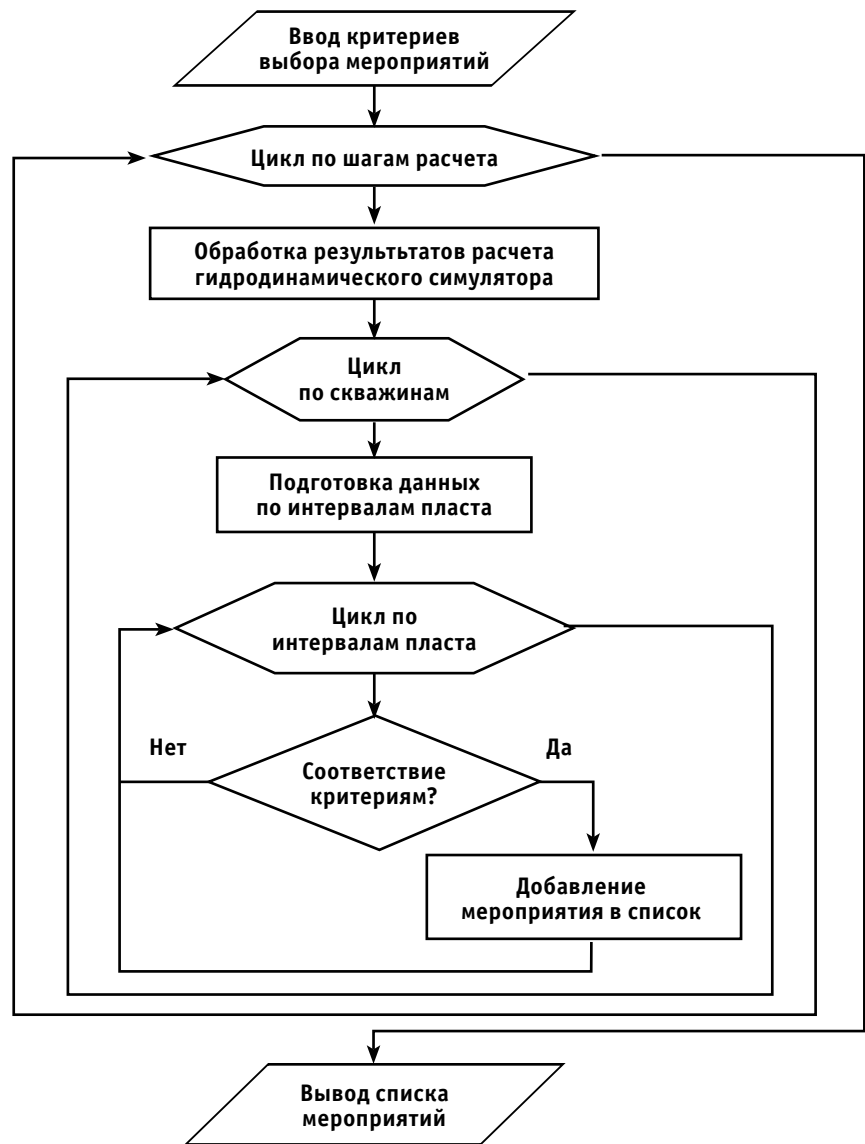 Ввод критериев
выбора мероприятий
Цикл по шагам расчета
Обработка результьтатов расчета
гидродинамического симулятора
Цикл
по скважинам
Подготовка данных
по интервалам пласта
Цикл по
интервалам пласта
Нет
Да
Соответствие
критериям?
Добавление
мероприятия в список
Вывод списка
мероприятий